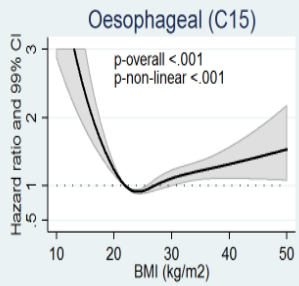 Oesophageal (C15)
p-overall <.001
p-non-linear <.001
Hazard ratio and 99% CI
3
2
1
.5
10 20 30 40 50
BMI (kg/m2)